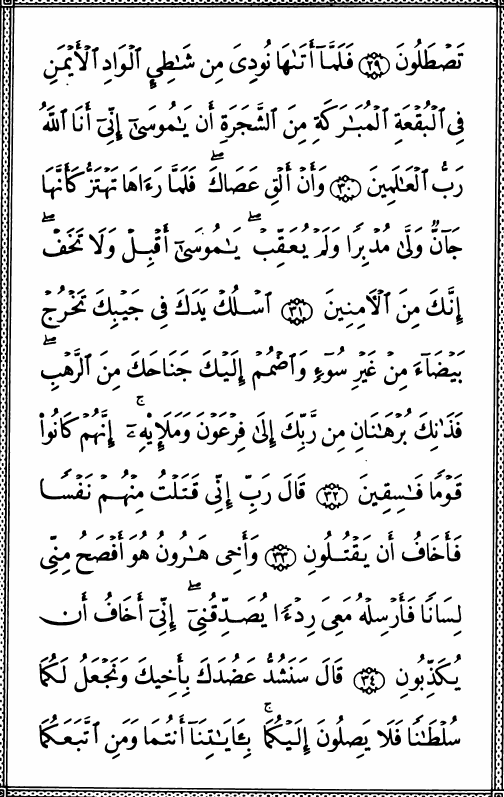 تَصْطَلُونَ ﴿٢٩﴾ فَلَمَّآ أَتَىٰهَا نُودِىَ مِن شَـٰطِئِ ٱلْوَادِ ٱلْأَيْمَنِ
فِى ٱلْبُقْعَةِ ٱلْمُبَـٰرَكَةِ مِنَ ٱلشَّجَرَةِ أَن يَـٰمُوسَىٰٓ إِنِّىٓ أَنَا ٱللَّهُ
رَبُّ ٱلْعَـٰلَمِينَ ﴿٣٠﴾ وَأَنْ أَلْقِ عَصَاكَ ۖ فَلَمَّا رَءَاهَا تَهْتَزُّ كَأَنَّهَا
جَآنٌّ وَلَّىٰ مُدْبِرًا وَلَمْ يُعَقِّبْ ۚ يَـٰمُوسَىٰٓ أَقْبِلْ وَلَا تَخَفْ ۖ
إِنَّكَ مِنَ ٱلْـَٔامِنِينَ ﴿٣١﴾ ٱسْلُكْ يَدَكَ فِى جَيْبِكَ تَخْرُجْ
بَيْضَآءَ مِنْ غَيْرِ سُوٓءٍ وَٱضْمُمْ إِلَيْكَ جَنَاحَكَ مِنَ ٱلرَّهْبِ ۖ
فَذَٰنِكَ بُرْهَـٰنَانِ مِن رَّبِّكَ إِلَىٰ فِرْعَوْنَ وَمَلَإِي۟هِۦٓ ۚ إِنَّهُمْ كَانُوا۟
قَوْمًا فَـٰسِقِينَ ﴿٣٢﴾ قَالَ رَبِّ إِنِّى قَتَلْتُ مِنْهُمْ نَفْسًا
فَأَخَافُ أَن يَقْتُلُونِ ﴿٣٣﴾ وَأَخِى هَـٰرُونُ هُوَ أَفْصَحُ مِنِّى
لِسَانًا فَأَرْسِلْهُ مَعِىَ رِدْءًا يُصَدِّقُنِىٓ ۖ إِنِّىٓ أَخَافُ أَن
يُكَذِّبُونِ ﴿٣٤﴾ قَالَ سَنَشُدُّ عَضُدَكَ بِأَخِيكَ وَنَجْعَلُ لَكُمَا
سُلْطَـٰنًا فَلَا يَصِلُونَ إِلَيْكُمَا ۚ بِـَٔايَـٰتِنَآ أَنتُمَا وَمَنِ ٱتَّبَعَكُمَا